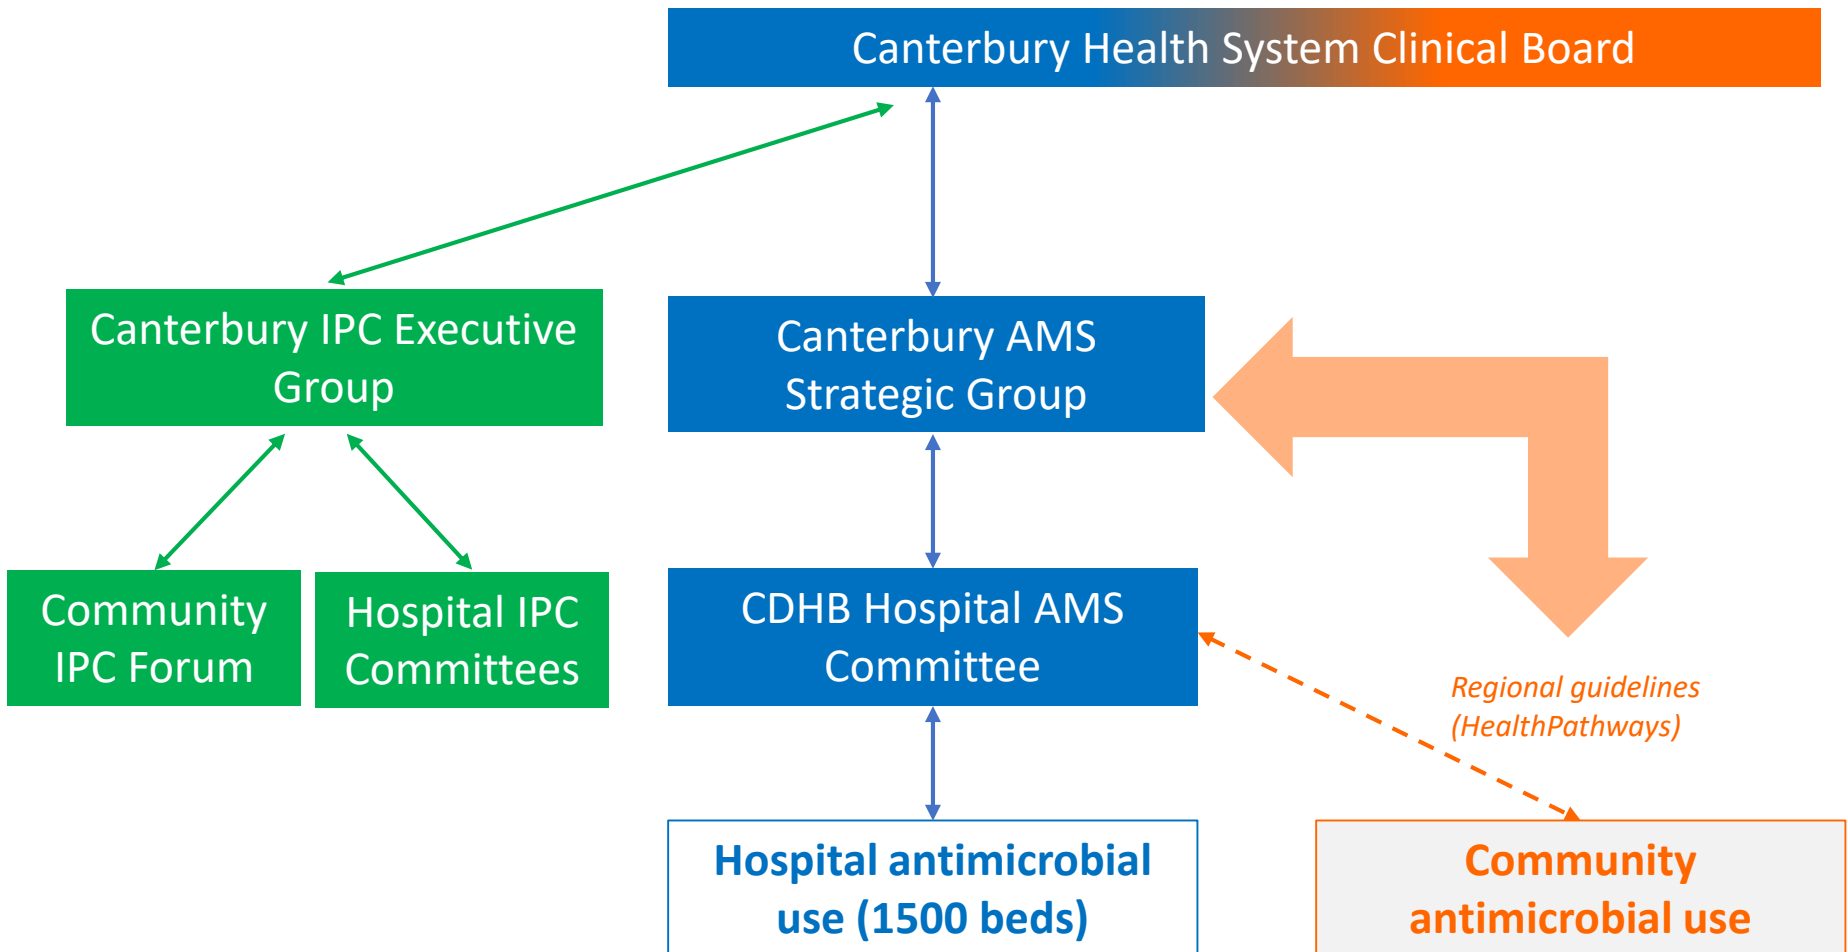 Canterbury Health System Clinical Board
Canterbury IPC Executive
Group
Canterbury AMS
Strategic Group
Community
IPC Forum
Hospital IPC
Committees
CDHB Hospital AMS
Committee
Regional guidelines
(HealthPathways)
Hospital antimicrobial
use (1500 beds)
Community
antimicrobial use